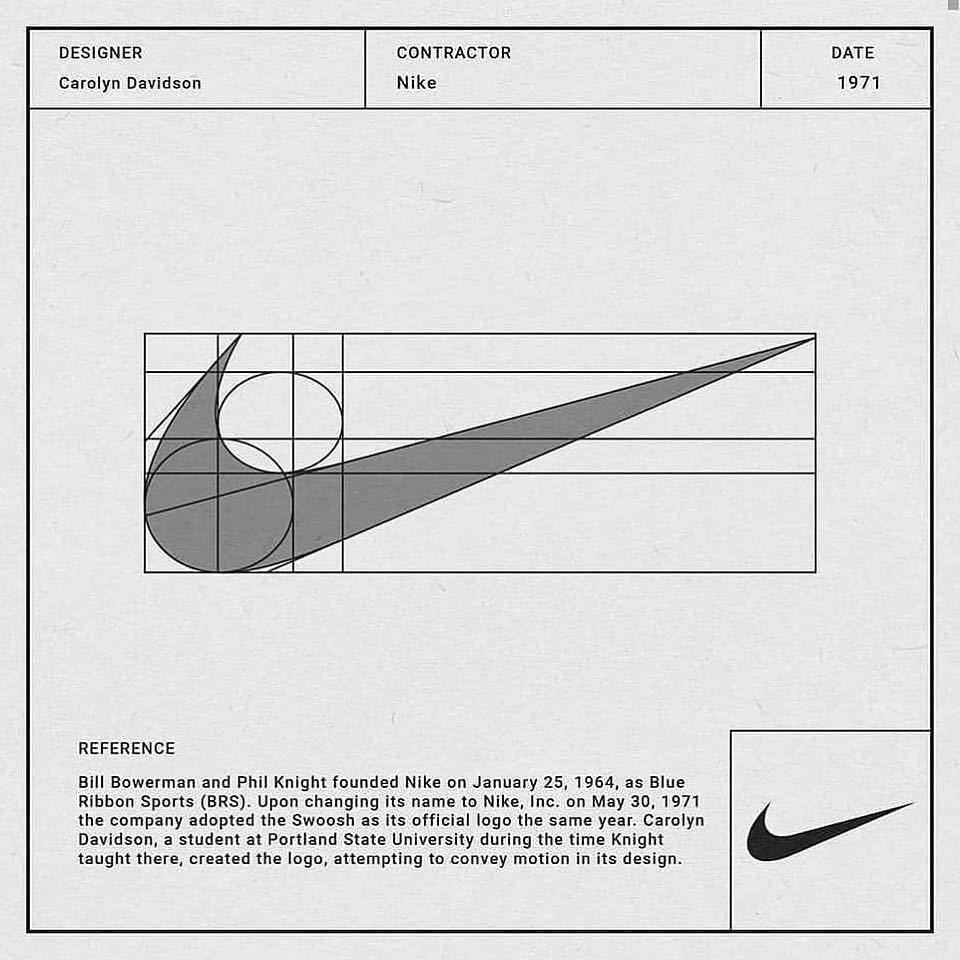 DESIGNER
Carolyn Davidson
CONTRACTOR
Nike
DATE
1971
REFERENCE
Bill Bowerman and Phil Knight founded Nike on January 25, 1964, as Blue
Ribbon Sports (BRS). Upon changing its name to Nike, Inc. on May 30, 1971
the company adopted the Swoosh as its official logo the same year. Carolyn
Davidson, a student at Portland State University during the time Knight
taught there, created the logo, attempting to convey motion in its design.